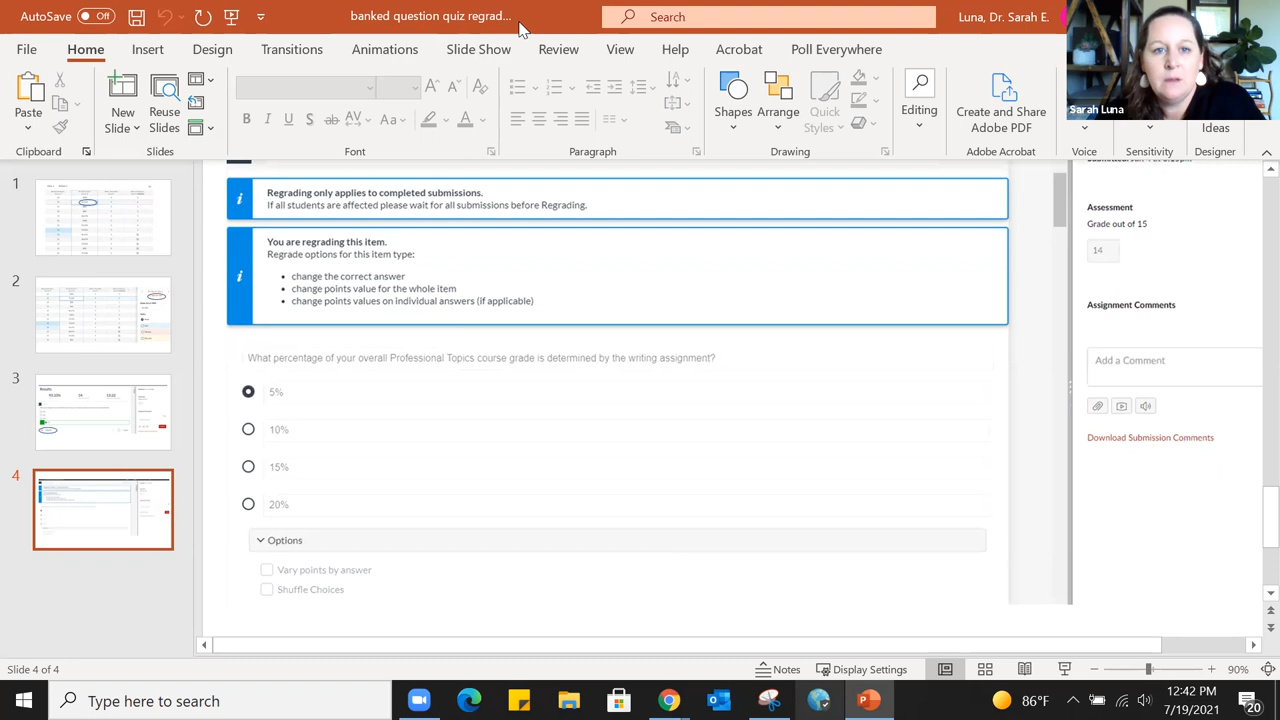 AutoSave Off
banked question quiz regrad...
Search
Luna, Dr. Sarah E.
File Home Insert Design Transitions Animations Slide Show Review View Help Acrobat Poll Everywhere
Paste
New Slide
Reuse Slides
B U S ab AV Aa A
Shapes
Arrange
Quick Styles
Editing
Create and Share Adobe PDF
Ideas
Clipboard Slides Font Paragraph Drawing Adobe Acrobat Voice Sensitivity Designer
Sarah Luna
1
2
3
4
Regrading only applies to completed submissions.
If all students are affected please wait for all submissions before Regrading.
You are regrading this item.
Regrade options for this item type:
change the correct answer
change points value for the whole item
change points values on individual answers (if applicable)
What percentage of your overall Professional Topics course grade is determined by the writing assignment?
5%
10%
15%
20%
Options
Vary points by answer
Shuffle Choices
Assessment
Grade out of 15
14
Assignment Comments
Add a Comment
Download Submission Comments
Slide 4 of 4
Notes
Display Settings
90%
Type here to search
86°F
12:42 PM
7/19/2021
20